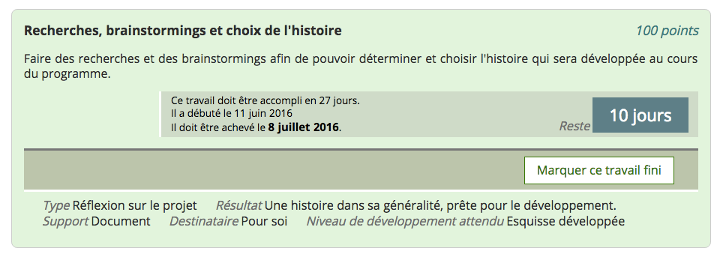 Recherches, brainstormings et choix de l'histoire
100 points
Faire des recherches et des brainstormings afin de pouvoir déterminer et choisir l'histoire qui sera développée au cours
du programme.
Ce travail doit être accompli en 27 jours.
Il a débuté le 11 juin 2016
Il doit être achevé le 8 juillet 2016.
Reste 10 jours
Marquer ce travail fini
Type Réflexion sur le projet Résultat Une histoire dans sa généralité, prête pour le développement.
Support Document Destinataire Pour soi Niveau de développement attendu Esquisse développée